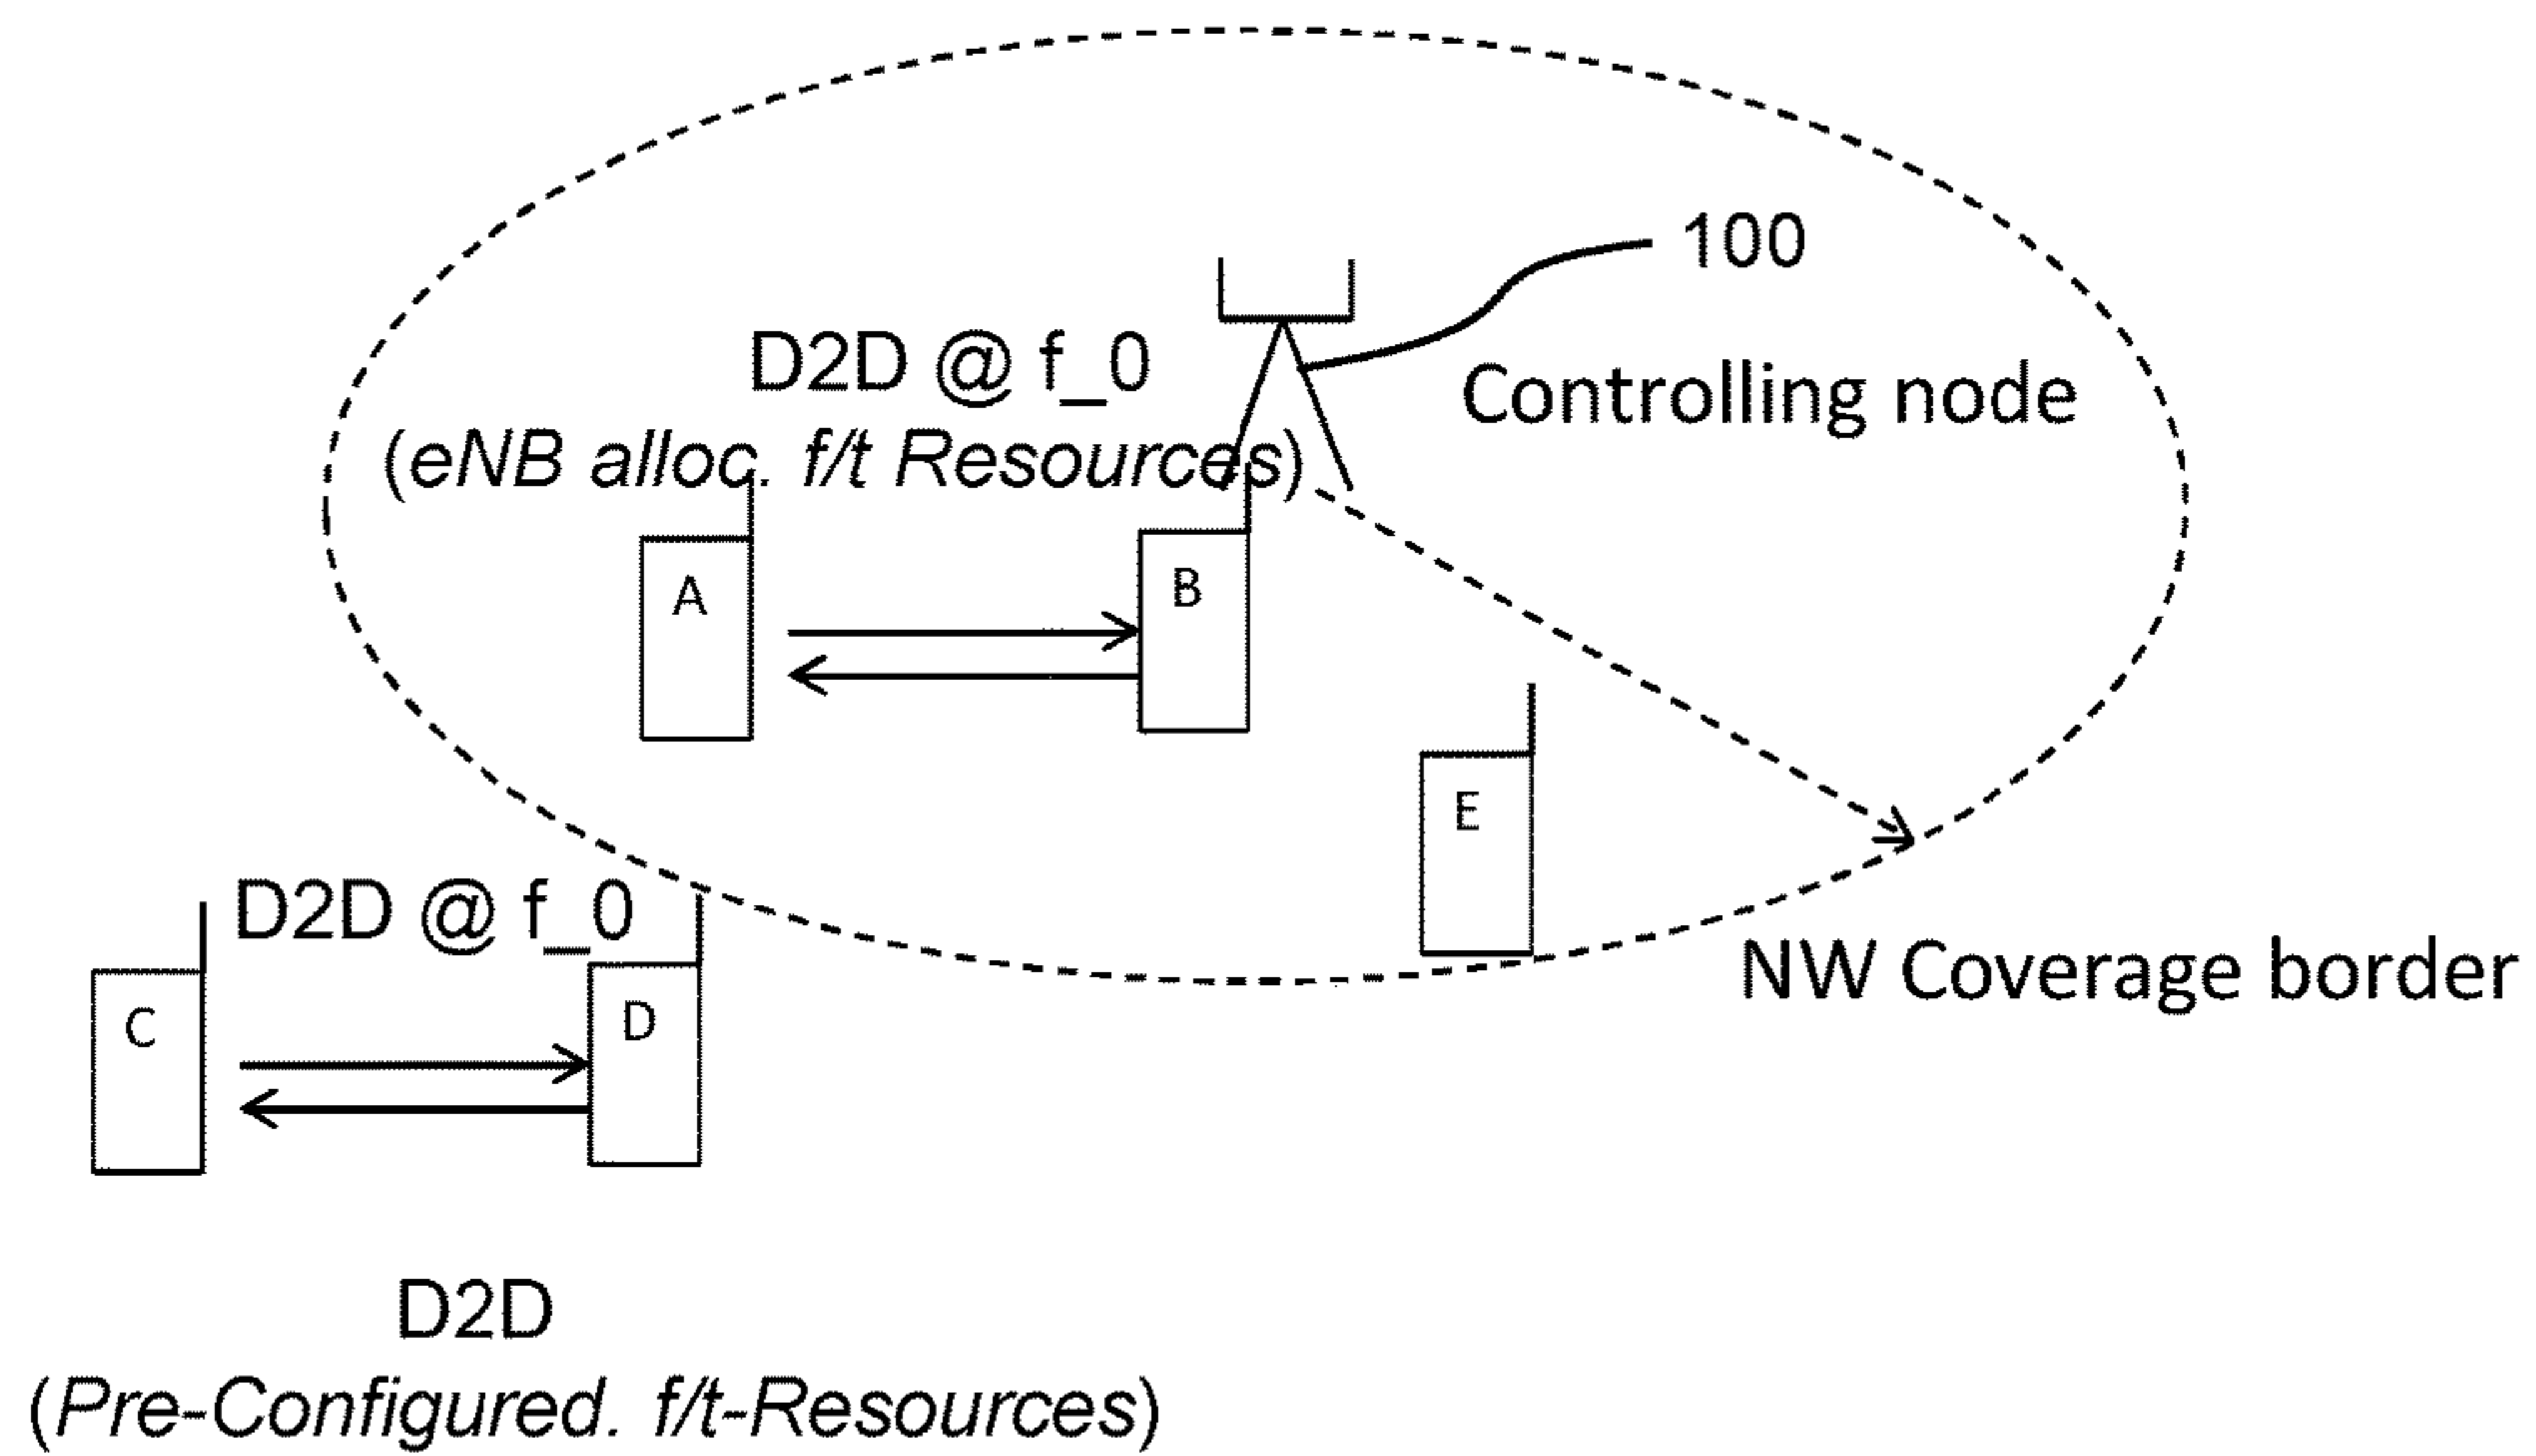 100
D2D @ f_0
Controlling node
(eNB alloc. f/t Resources)
A
B
E
D2D @ f_0
NW Coverage border
C
D
D2D
(Pre-Configured. f/t-Resources)